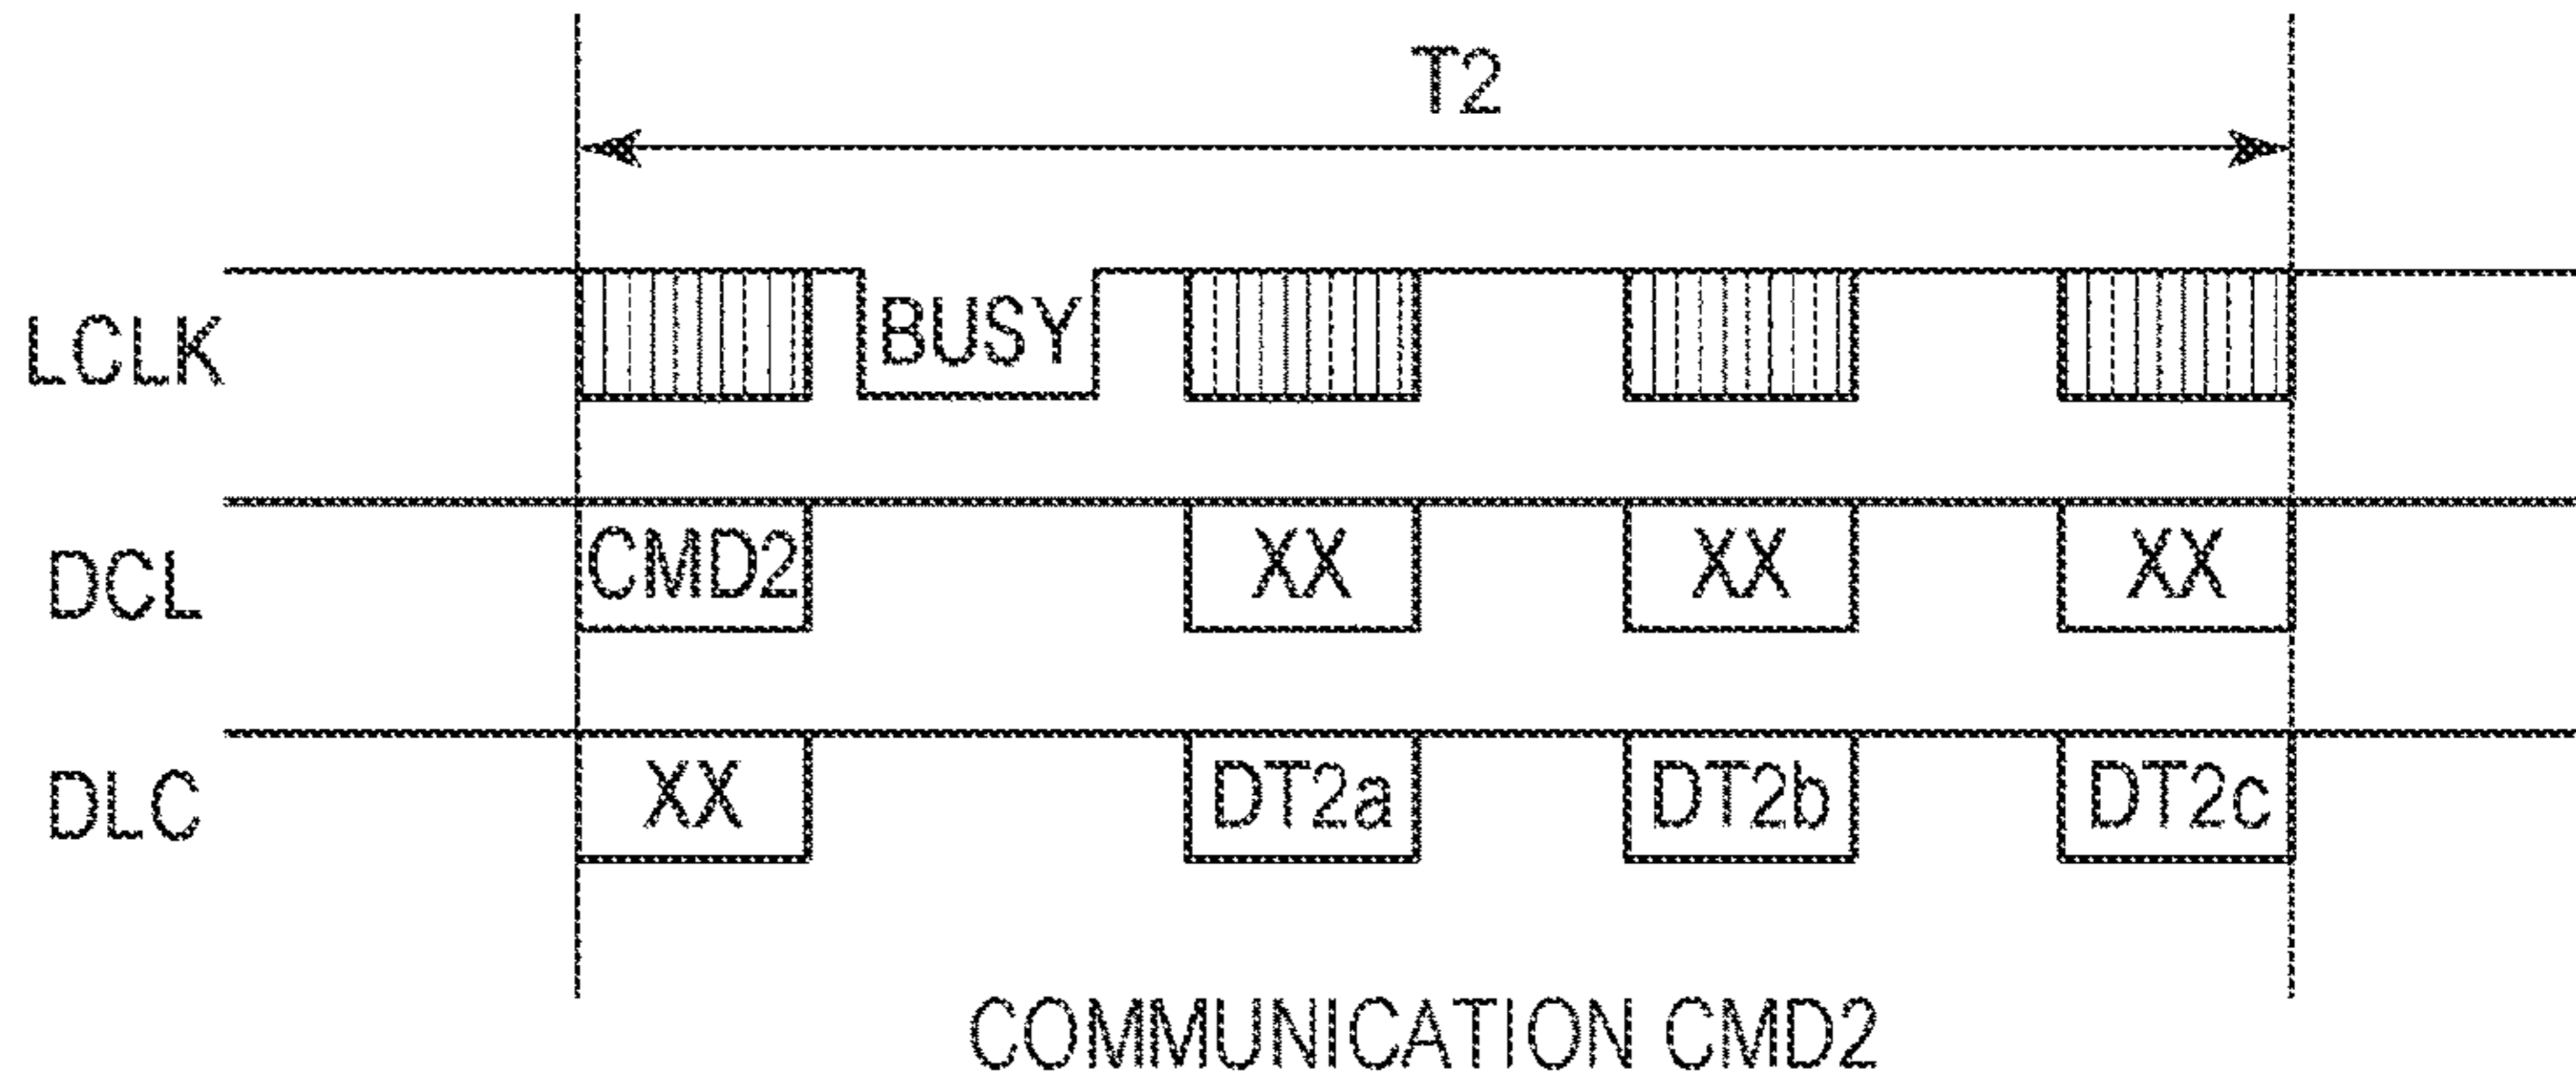 T2
LCLK BUSY
DCL CMD2 XX XX XX
DLC XX DT2a DT2b DT2c
COMMUNICATION CMD2